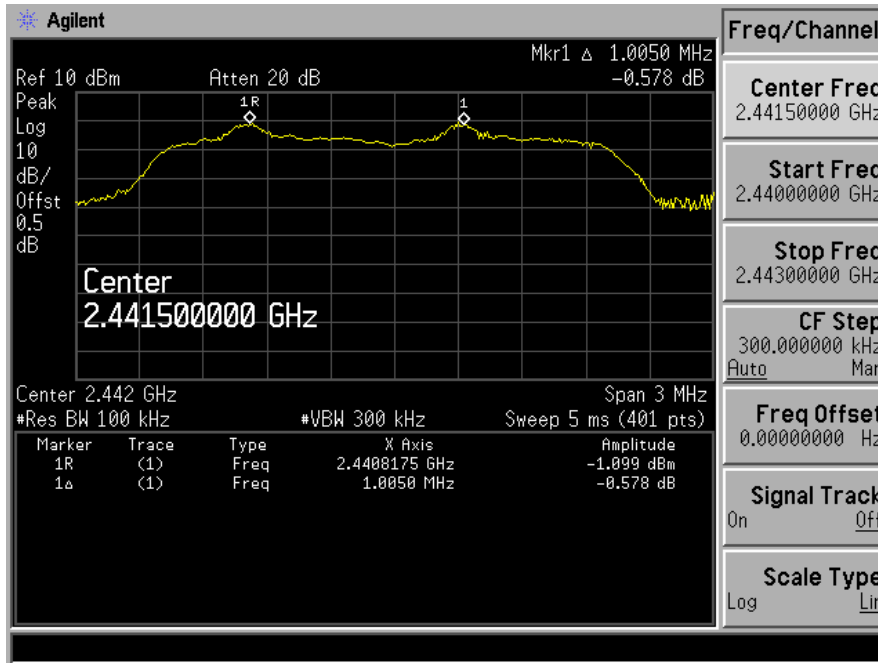 Agilent
Mkr1 Δ 1.0050 MHz
Ref 10 dBm Atten 20 dB -0.578 dB
Peak
Log
10
dB/
Offst
0.5
dB
1R
1
Center
2.441500000 GHz
Center 2.442 GHz Span 3 MHz
#Res BW 100 kHz #VBW 300 kHz Sweep 5 ms (401 pts)
Marker Trace Type X Axis Amplitude
1R (1) Freq 2.4408175 GHz -1.099 dBm
1Δ (1) Freq 1.0050 MHz -0.578 dB
Freq/Channel
Center Freq
2.44150000 GHz
Start Freq
2.44000000 GHz
Stop Freq
2.44300000 GHz
CF Step
300.000000 kHz
Auto Man
Freq Offset
0.00000000 Hz
Signal Track
On Off
Scale Type
Log Lin